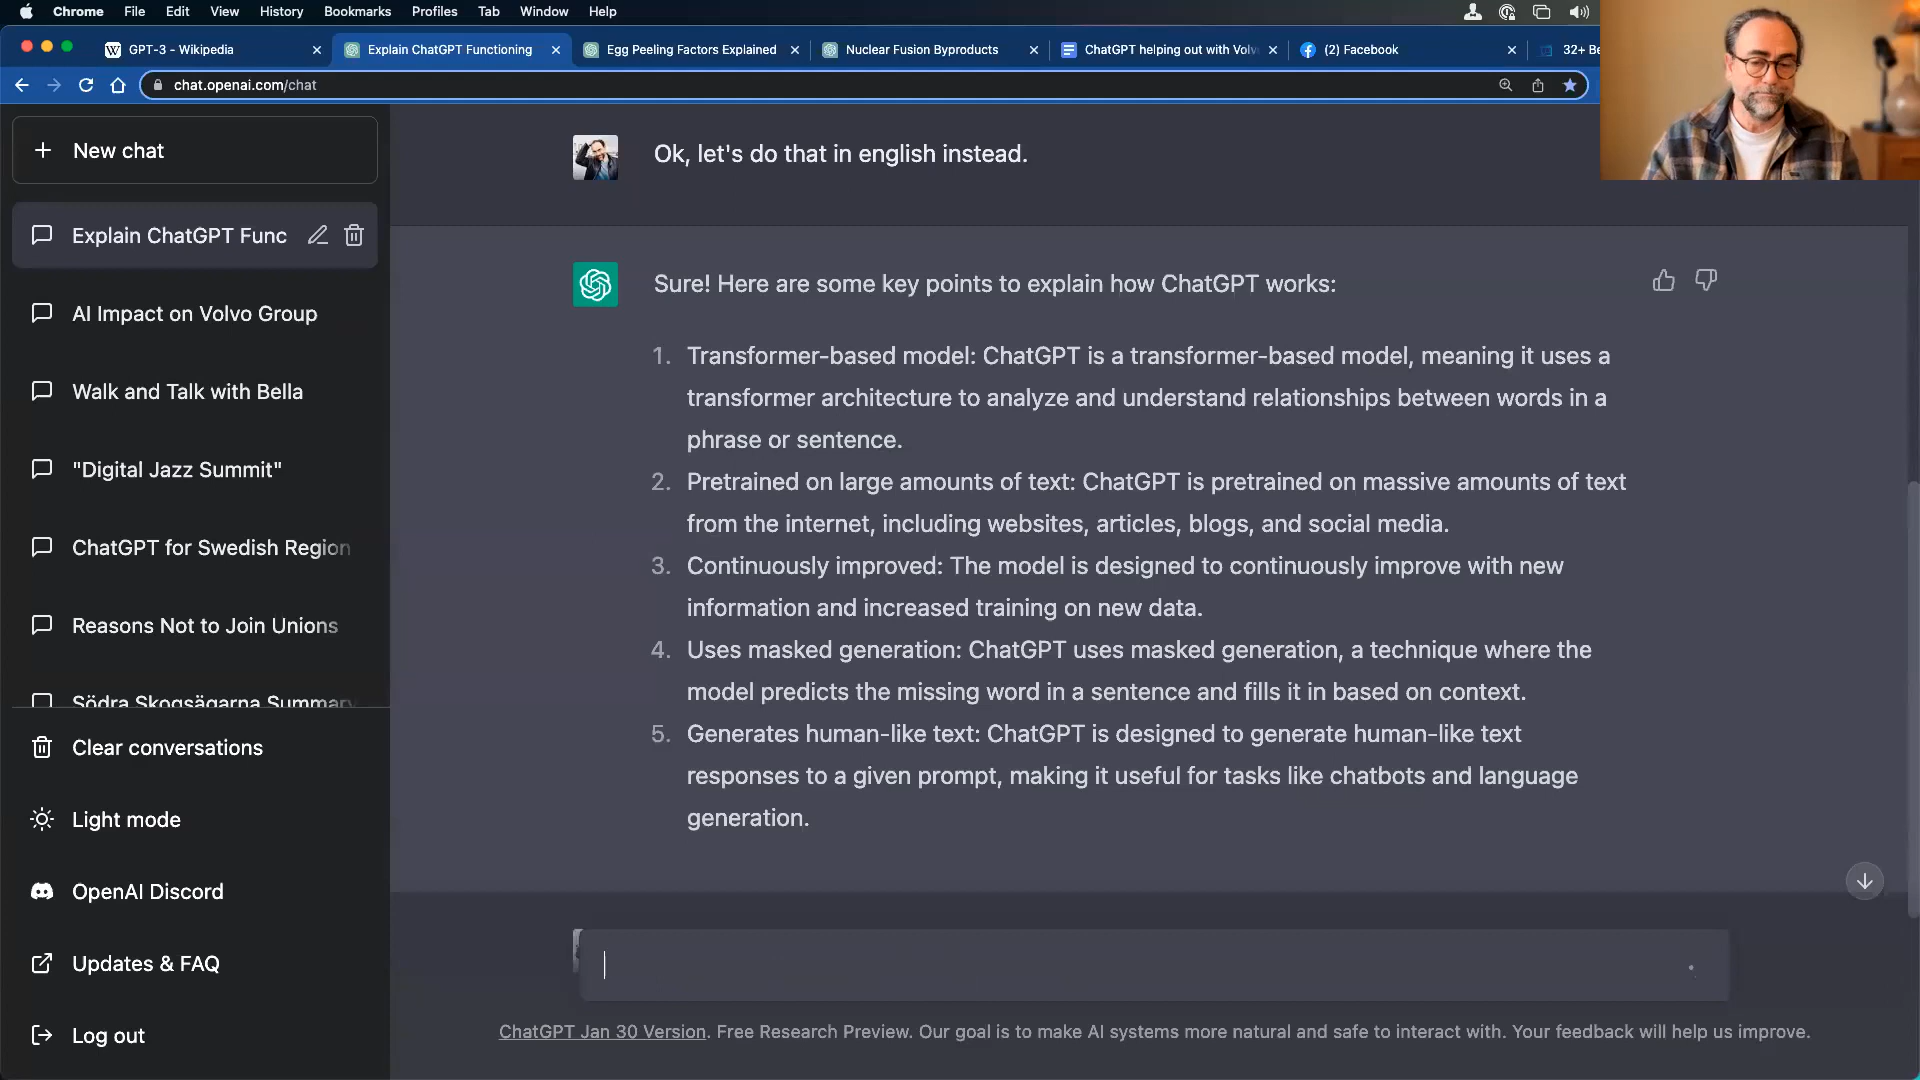 Chrome File Edit View History Bookmarks Profiles Tab Window Help
GPT-3 - Wikipedia
Explain ChatGPT Functioning
Egg Peeling Factors Explained
Nuclear Fusion Byproducts
ChatGPT helping out with Volv
(2) Facebook
32+ Be
chat.openai.com/chat
New chat
Explain ChatGPT Func
AI Impact on Volvo Group
Walk and Talk with Bella
"Digital Jazz Summit"
ChatGPT for Swedish Region
Reasons Not to Join Unions
Södra Skogsägarna Summary
Clear conversations
Light mode
OpenAI Discord
Updates & FAQ
Log out
Ok, let's do that in english instead.
Sure! Here are some key points to explain how ChatGPT works:
1. Transformer-based model: ChatGPT is a transformer-based model, meaning it uses a
transformer architecture to analyze and understand relationships between words in a
phrase or sentence.
2. Pretrained on large amounts of text: ChatGPT is pretrained on massive amounts of text
from the internet, including websites, articles, blogs, and social media.
3. Continuously improved: The model is designed to continuously improve with new
information and increased training on new data.
4. Uses masked generation: ChatGPT uses masked generation, a technique where the
model predicts the missing word in a sentence and fills it in based on context.
5. Generates human-like text: ChatGPT is designed to generate human-like text
responses to a given prompt, making it useful for tasks like chatbots and language
generation.
ChatGPT Jan 30 Version. Free Research Preview. Our goal is to make AI systems more natural and safe to interact with. Your feedback will help us improve.